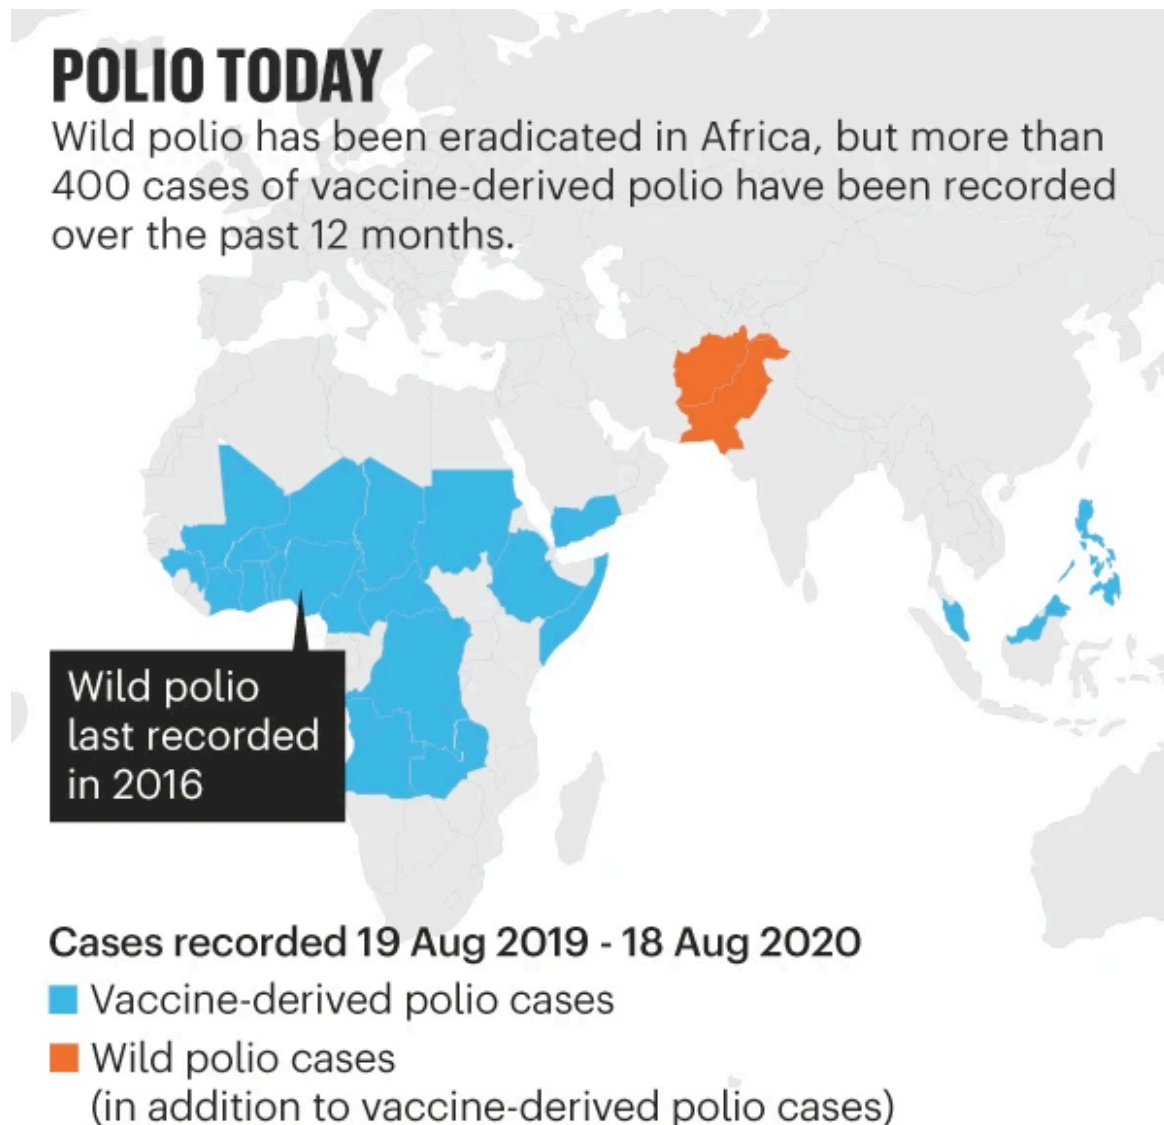 POLIO TODAY
Wild polio has been eradicated in Africa, but more than
400 cases of vaccine-derived polio have been recorded
over the past 12 months.
Wild polio
last recorded
in 2016
Cases recorded 19 Aug 2019 - 18 Aug 2020
Vaccine-derived polio cases
Wild polio cases
(in addition to vaccine-derived polio cases)